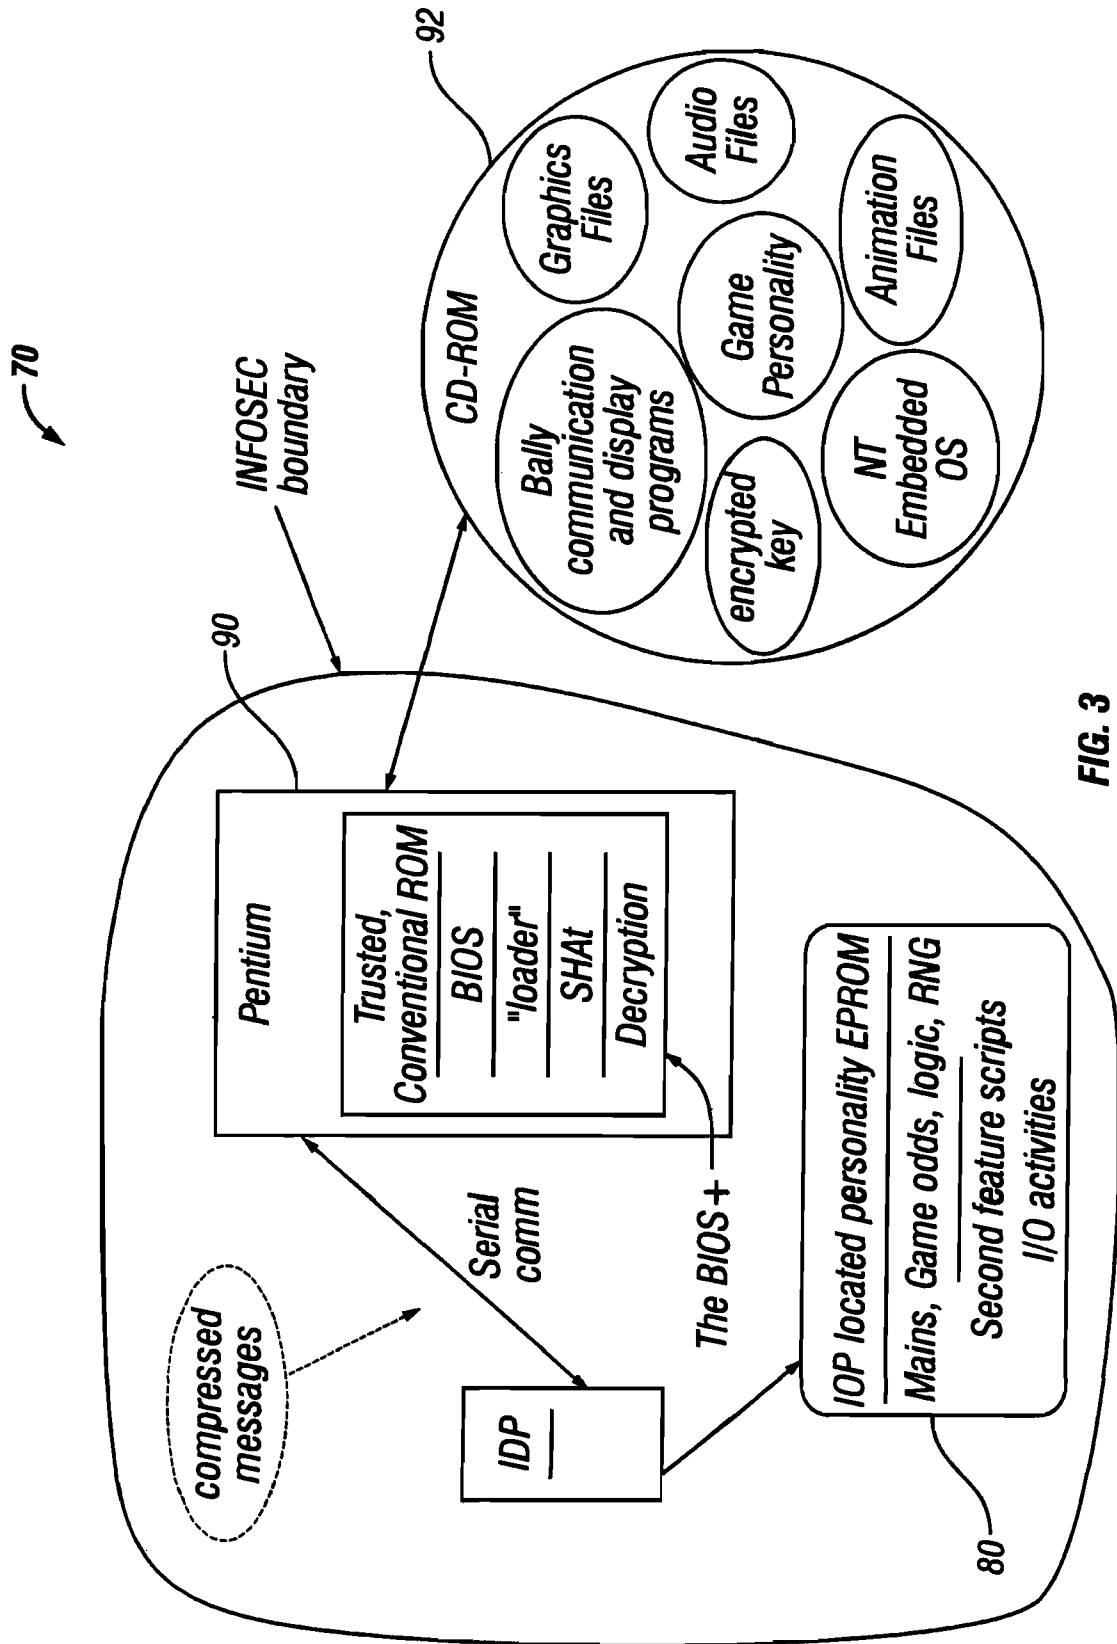 70
INFOSEC
boundary
92
90
CD-ROM
Graphics
Files
Audio
Files
Bally
communication
and display
programs
Game
Personality
encrypted
key
NT
Embedded
OS
Animation
Files
compressed
messages
Pentium
Trusted,
Conventional ROM
BIOS
"loader"
SHAt
Decryption
Serial
comm
The BIOS+
IDP
IOP located personality EPROM
Mains, Game odds, logic, RNG
Second feature scripts
I/O activities
80
FIG. 3